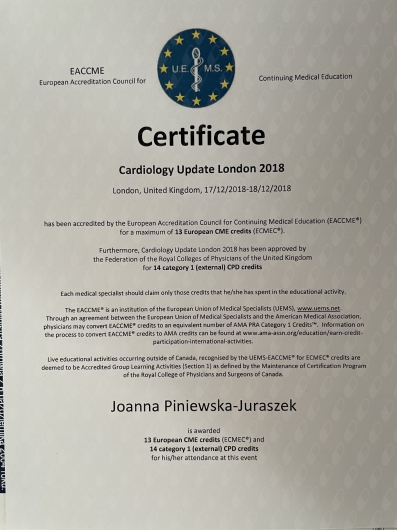 EACCME
European Accreditation Council for
U.E.M.S.
Continuing Medical Education
Certificate
Cardiology Update London 2018
London, United Kingdom, 17/12/2018-18/12/2018
has been accredited by the European Accreditation Council for Continuing Medical Education (EACCME®)
for a maximum of 13 European CME credits (ECMEC®).
Furthermore, Cardiology Update London 2018 has been approved by
the Federation of the Royal Colleges of Physicians of the United Kingdom
for 14 category 1 (external) CPD credits
Each medical specialist should claim only those credits that he/she has spent in the educational activity.
The EACCME® is an institution of the European Union of Medical Specialists (UEMS), www.uems.net.
Through an agreement between the European Union of Medical Specialists and the American Medical Association,
physicians may convert EACCME® credits to an equivalent number of AMA PRA Category 1 Credits™. Information on
the process to convert EACCME® credits to AMA credits can be found at www.ama-assn.org/education/earn-credit-
participation-international-activities.
Live educational activities occurring outside of Canada, recognised by the UEMS-EACCME® for ECMEC® credits are
deemed to be Accredited Group Learning Activities (Section 1) as defined by the Maintenance of Certification Program
of the Royal College of Physicians and Surgeons of Canada.
Joanna Piniewska-Juraszek
is awarded
13 European CME credits (ECMEC®) and
14 category 1 (external) CPD credits
for his/her attendance at this event